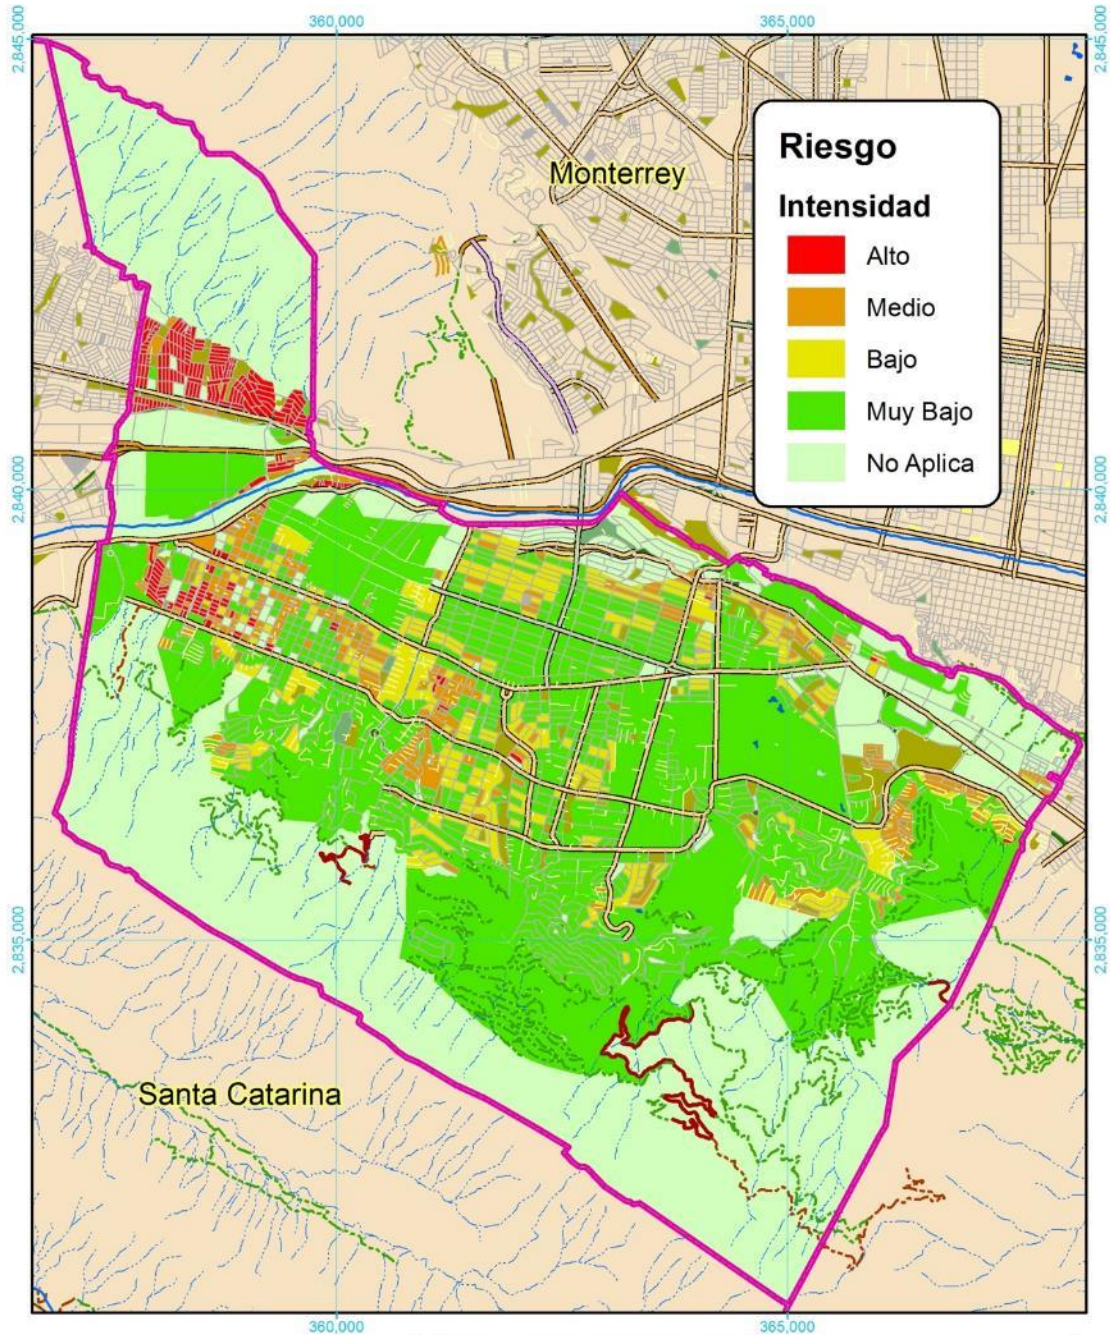 360,000
365,000
2,845,000
2,845,000
Riesgo
Intensidad
Alto
Medio
Bajo
Muy Bajo
No Aplica
Monterrey
2,840,000
2,840,000
2,835,000
2,835,000
Santa Catarina
360,000
365,000